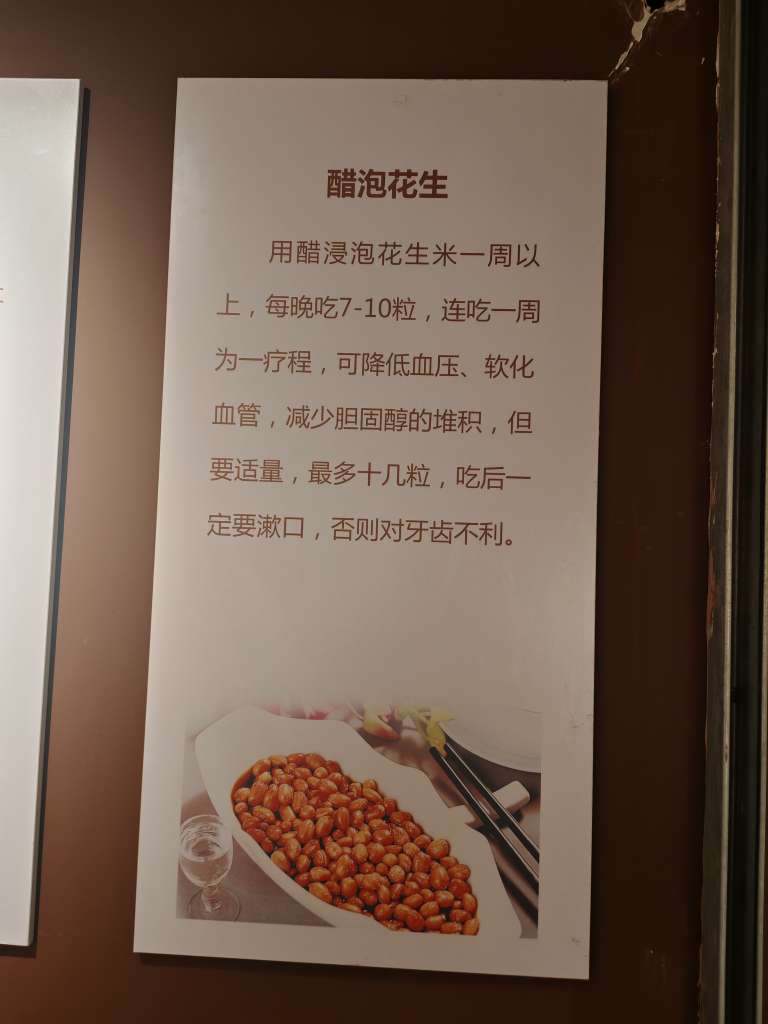 醋泡花生
用醋浸泡花生米一周以
上，每晚吃7-10粒，连吃一周
为一疗程，可降低血压、软化
血管，减少胆固醇的堆积，但
要适量，最多十几粒，吃后一
定要漱口，否则对牙齿不利。